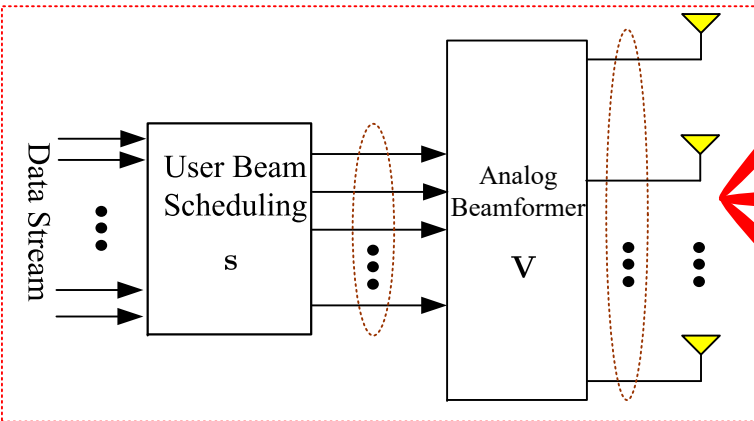 Data Stream
User Beam
Scheduling
s
Analog
Beamformer
V